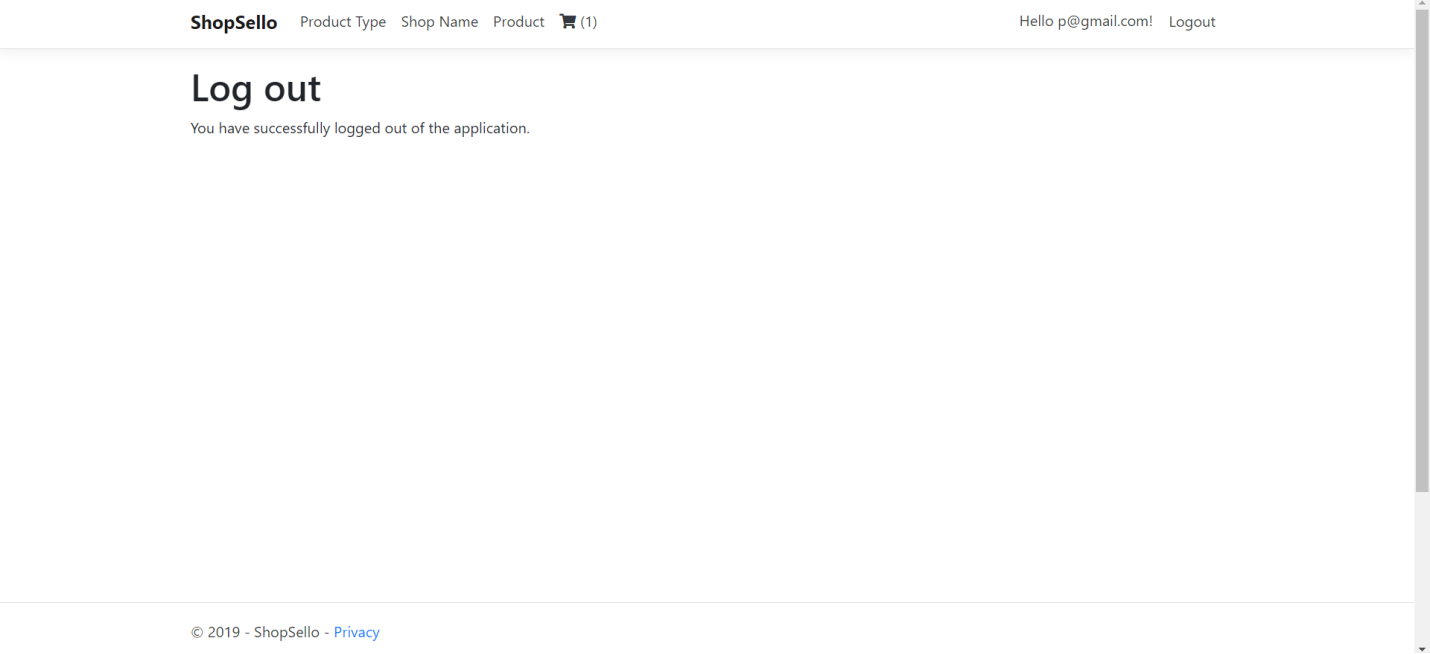 ShopSello Product Type Shop Name Product (1) Hello p@gmail.com! Logout
Log out
You have successfully logged out of the application.
© 2019 - ShopSello - Privacy